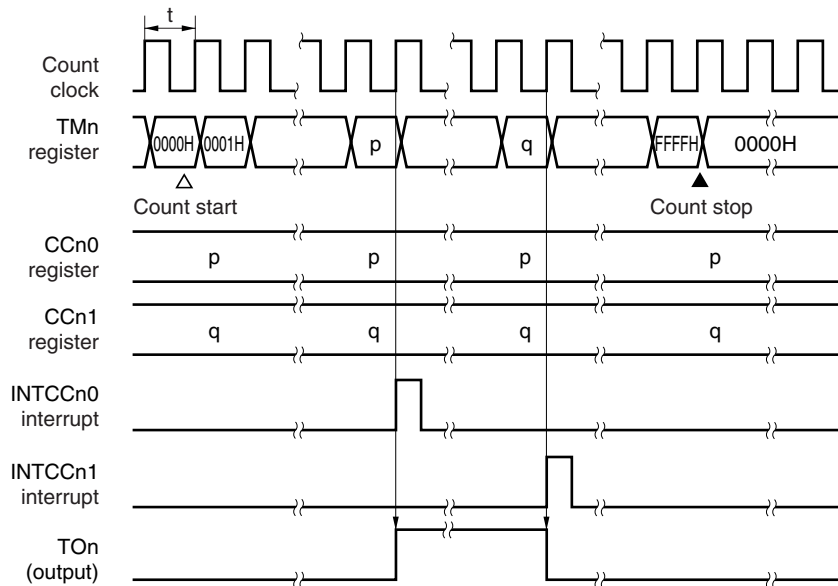 t
Count
clock
TMn
register
0000H 0001H p q FFFFH 0000H
Count start Count stop
CCn0
register
p p p p
CCn1
register
q q q q
INTCCn0
interrupt
INTCCn1
interrupt
TOn
(output)